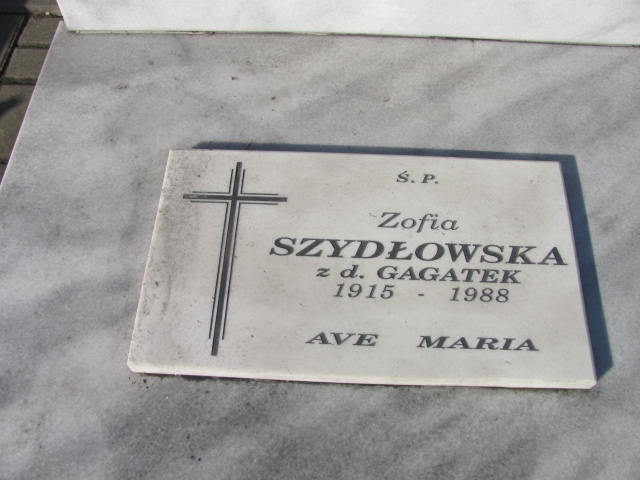 Ś.P.
Zofia
SZYDŁOWSKA
z d. GAGATEK
1915 - 1988
AVE MARIA